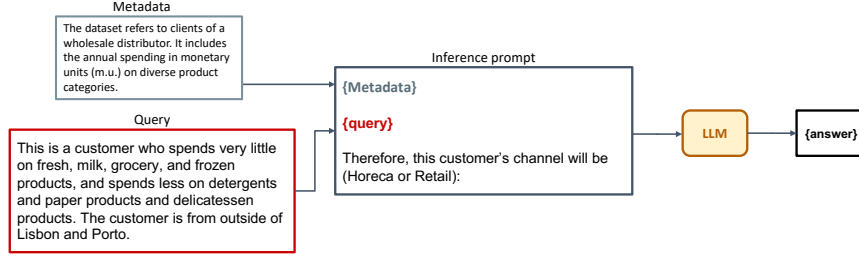 Metadata
The dataset refers to clients of a
wholesale distributor. It includes
the annual spending in monetary
units (m.u.) on diverse product
categories.
Query
This is a customer who spends very little
on fresh, milk, grocery, and frozen
products, and spends less on detergents
and paper products and delicatessen
products. The customer is from outside of
Lisbon and Porto.
Inference prompt
{Metadata}
{query}
Therefore, this customer's channel will be
(Horeca or Retail):
LLM
{answer}